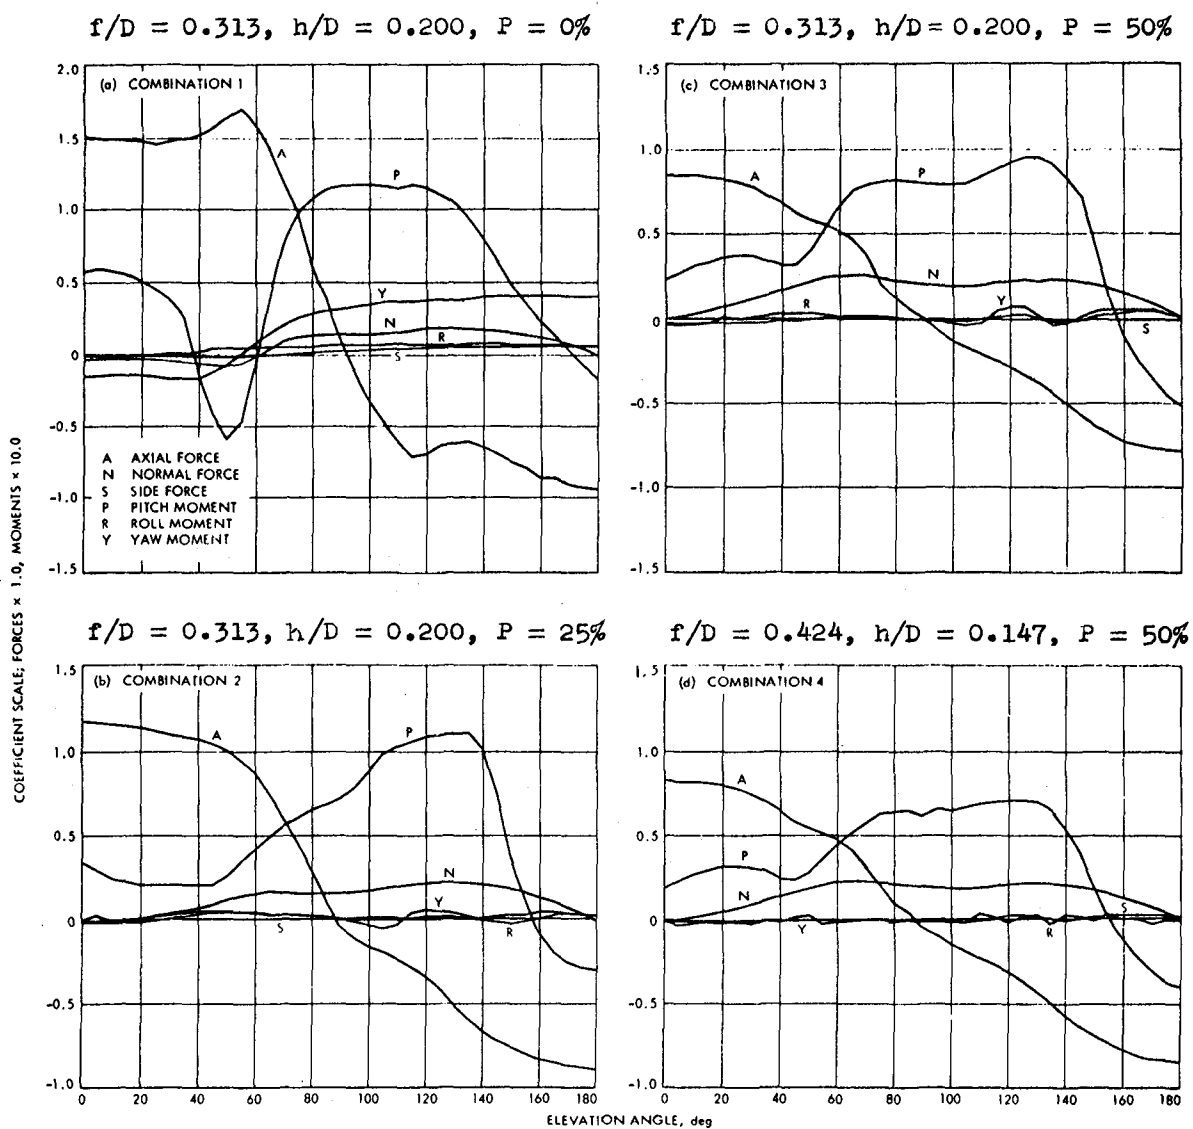 f/D = 0.313, h/D = 0.200, P = 0%
(a) COMBINATION 1
2.0
1.5
1.0
0.5
0
-0.5
-1.0
-1.5
A
P
Y
N
R
S
A AXIAL FORCE
N NORMAL FORCE
S SIDE FORCE
P PITCH MOMENT
R ROLL MOMENT
Y YAW MOMENT
f/D = 0.313, h/D = 0.200, P = 50%
(c) COMBINATION 3
1.5
1.0
0.5
0
-0.5
-1.0
-1.5
A
P
N
R
Y
S
f/D = 0.313, h/D = 0.200, P = 25%
(b) COMBINATION 2
1.5
1.0
0.5
0
-0.5
-1.0
A
P
N
Y
S
R
0 20 40 60 80 100 120 140 160 180
f/D = 0.424, h/D = 0.147, P = 50%
(d) COMBINATION 4
1.5
1.0
0.5
0
-0.5
-1.0
A
P
N
Y
S
R
0 20 40 60 80 100 120 140 160 180
COEFFICIENT SCALE; FORCES × 1.0, MOMENTS × 10.0
ELEVATION ANGLE, deg